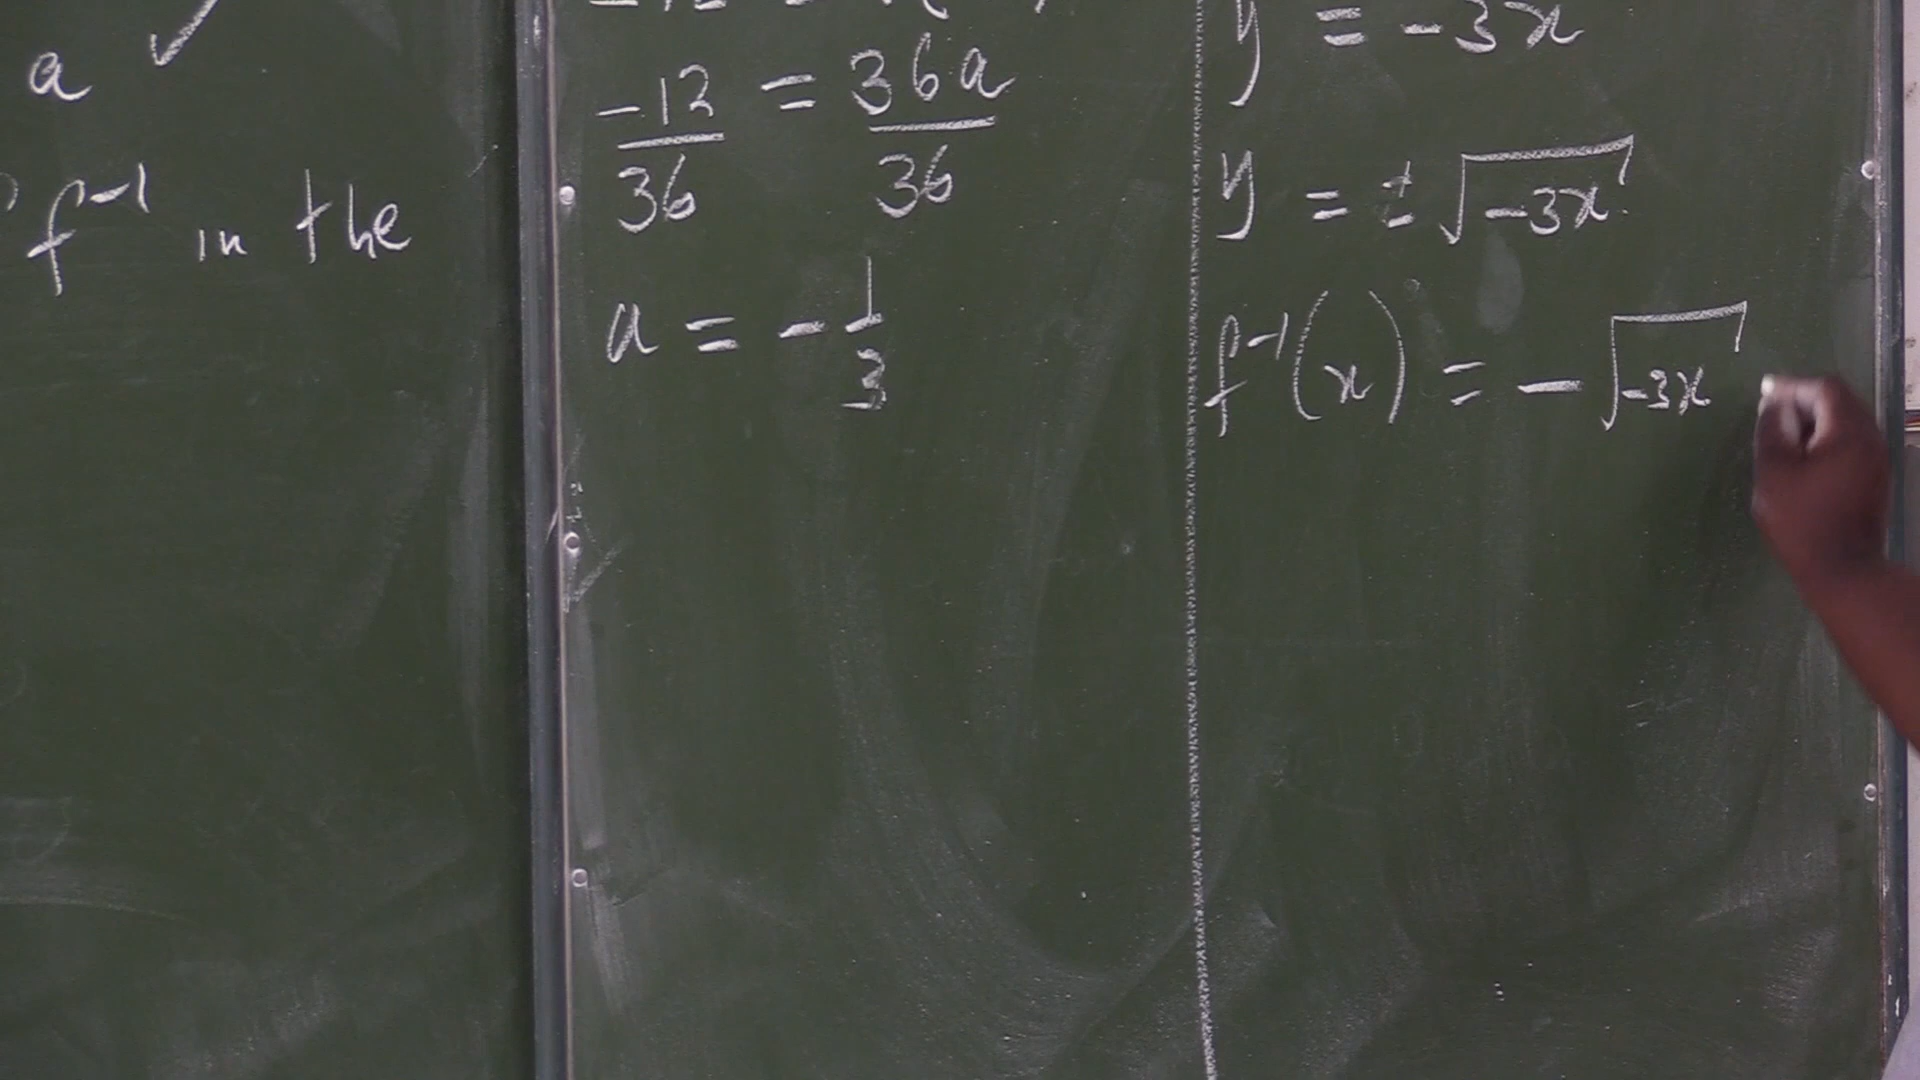 a ✓
f⁻¹ in the
-12/36 = 36a/36
a = -1/3
y = -3x
y = ±√-3x
f⁻¹(x) = -√-3x